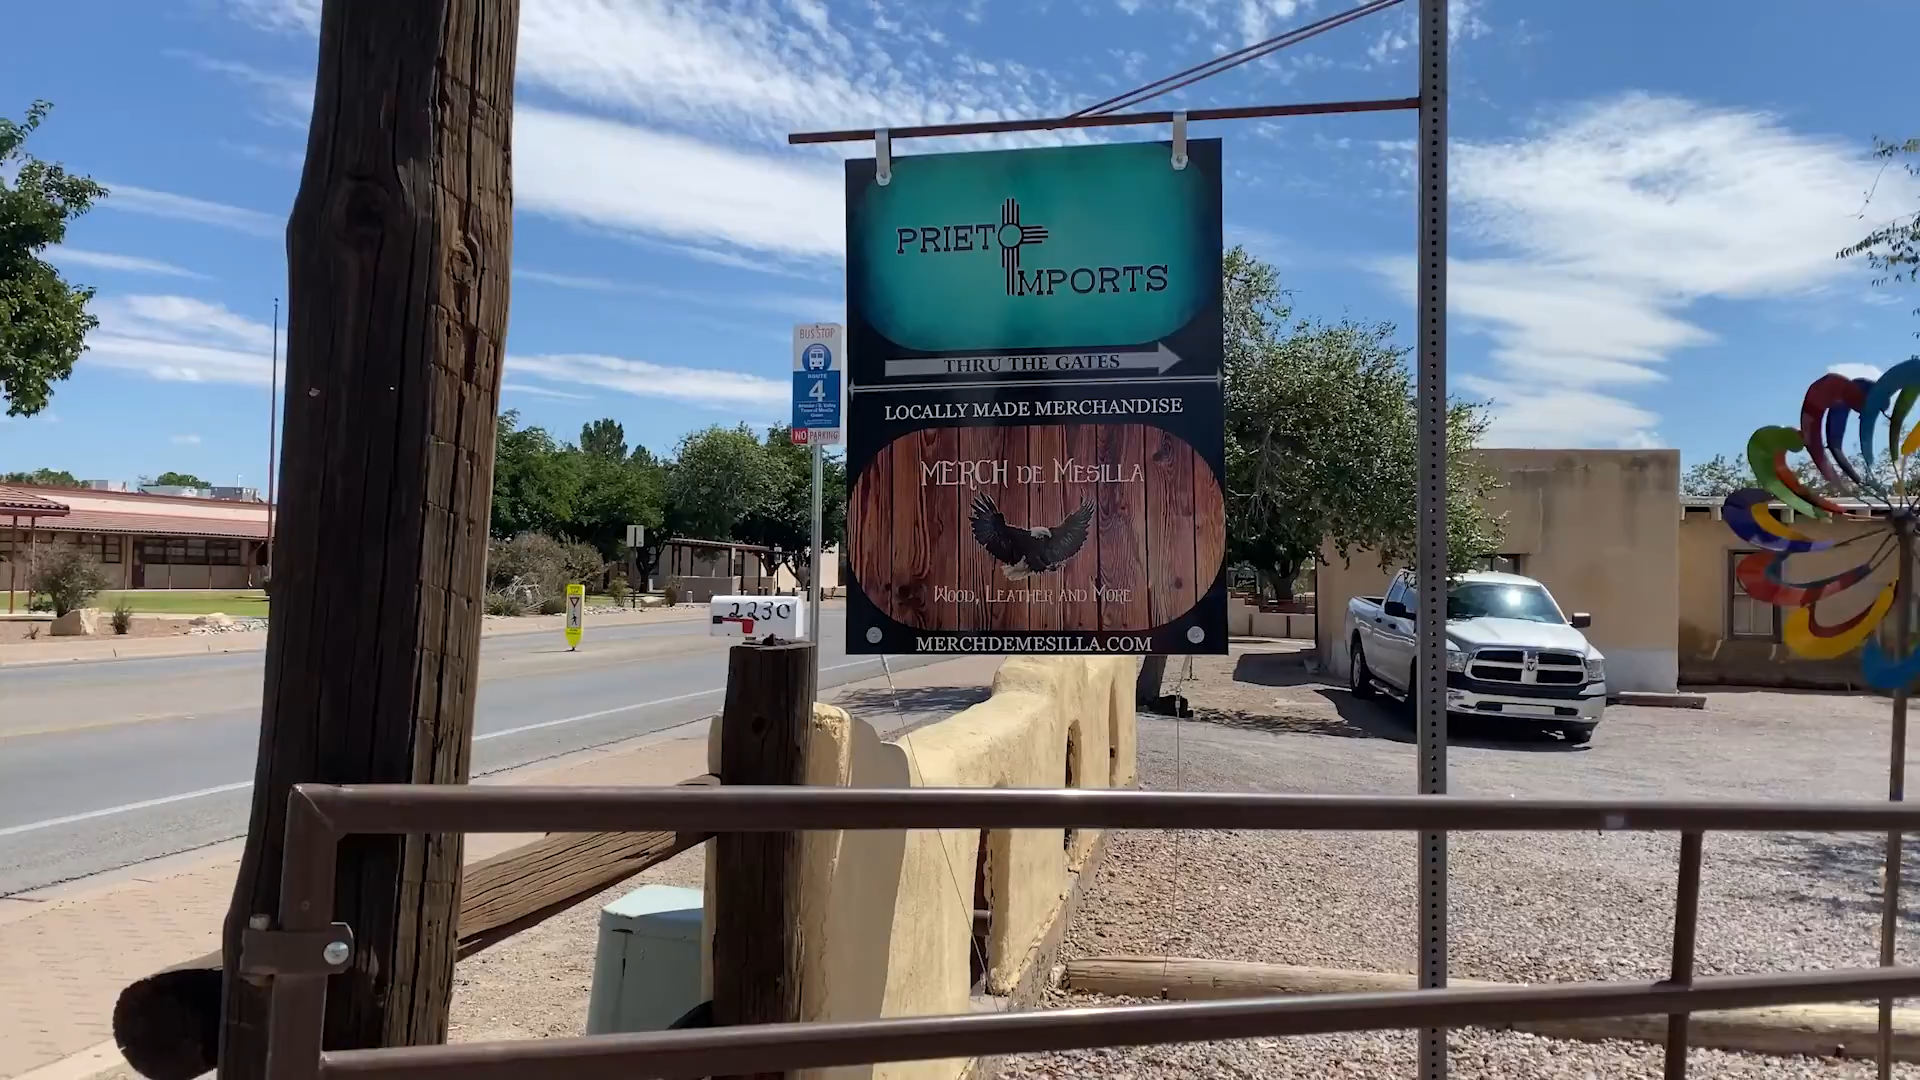 PRIETO
IMPORTS
THRU THE GATES
LOCALLY MADE MERCHANDISE
MERCH DE MESILLA
WOOD, LEATHER AND MORE
MERCHDEMESILLA.COM
BUS STOP
ROUTE
4
NO PARKING
2230